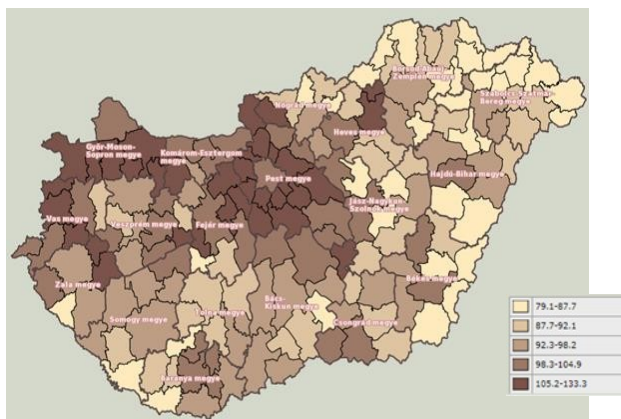 Borsod-Abaúj-
Zemplén megye
Szabolcs-Szatmár-
Bereg megye
Nógrád megye
Heves megye
Győr-Moson-
Sopron megye
Komárom-Esztergom
megye
Pest megye
Hajdú-Bihar megye
Jász-Nagykun-
Szolnok megye
Vas megye
Veszprém megye
Fejér megye
Zala megye
Békés megye
Bács-
Kiskun megye
Tolna megye
Somogy megye
Csongrád megye
Baranya megye
79.1-87.7
87.7-92.1
92.3-98.2
98.3-104.9
105.2-133.3